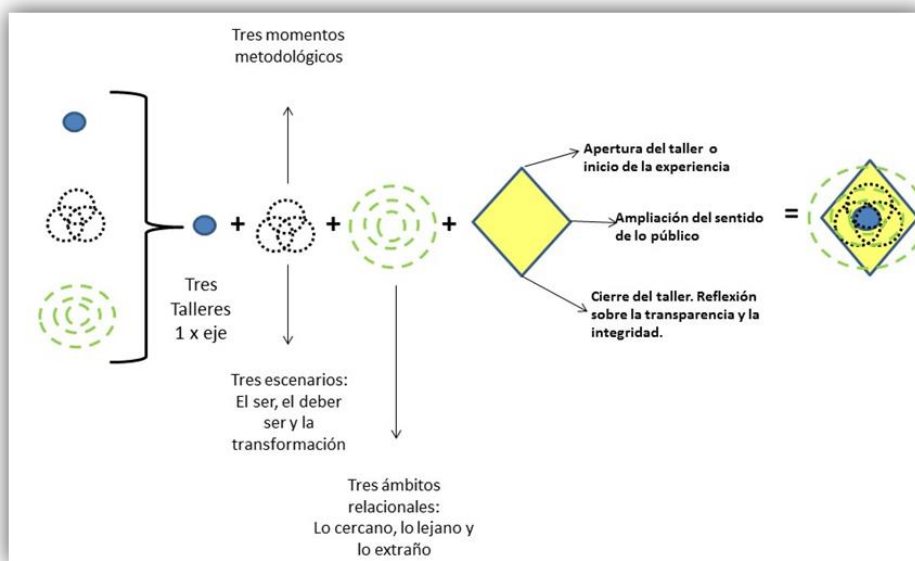 Tres momentos
metodológicos
Apertura del taller o
inicio de la experiencia
+
+
+
Ampliación del sentido
de lo público
=
Tres
Talleres
1 x eje
Cierre del taller. Reflexión
sobre la transparencia y la
integridad.
Tres escenarios:
El ser, el deber
ser y la
transformación
Tres ámbitos
relacionales:
Lo cercano, lo lejano y
lo extraño